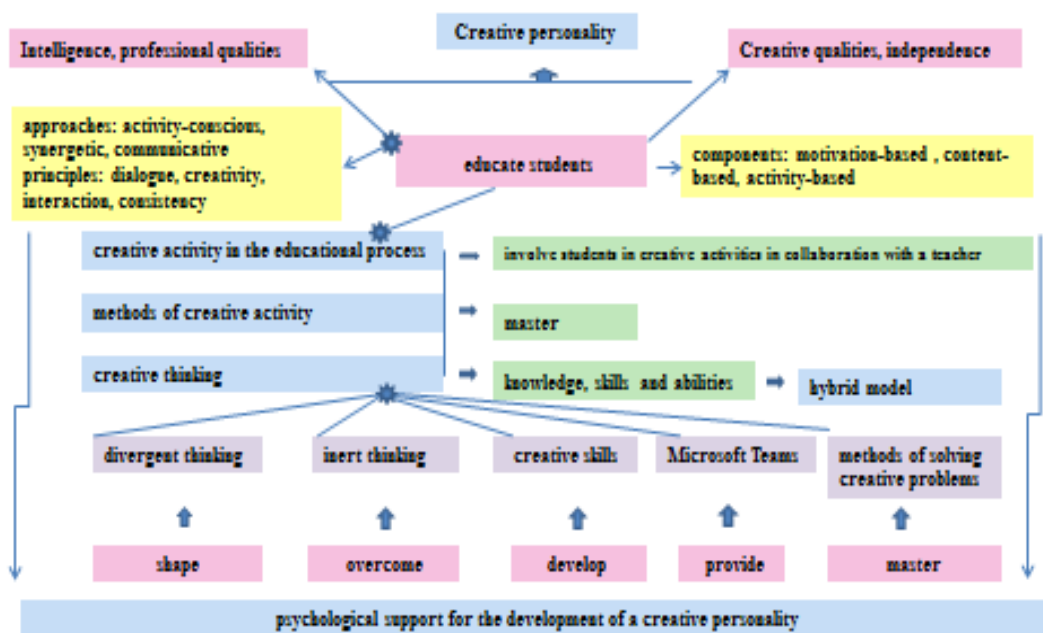 Creative personality
Intelligence, professional qualities
Creative qualities, independence
approaches: activity-conscious,
synergetic, communicative
principles: dialogue, creativity,
interaction, consistency
educate students
components: motivation-based , content-
based, activity-based
creative activity in the educational process
involve students in creative activities in collaboration with a teacher
methods of creative activity
master
creative thinking
knowledge, skills and abilities
hybrid model
divergent thinking
inert thinking
creative skills
Microsoft Teams
methods of solving
creative problems
shape
overcome
develop
provide
master
psychological support for the development of a creative personality